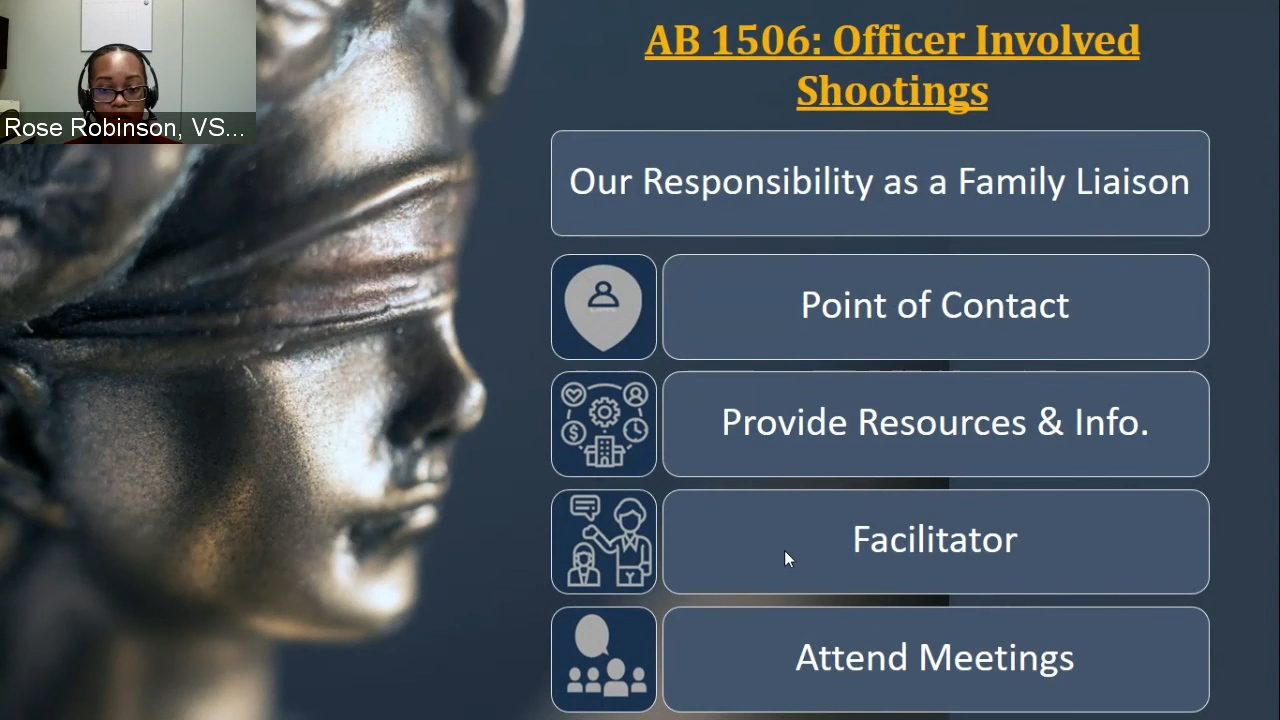 AB 1506: Officer Involved
Shootings
Rose Robinson, VS...
Our Responsibility as a Family Liaison
Point of Contact
Provide Resources & Info.
Facilitator
Attend Meetings